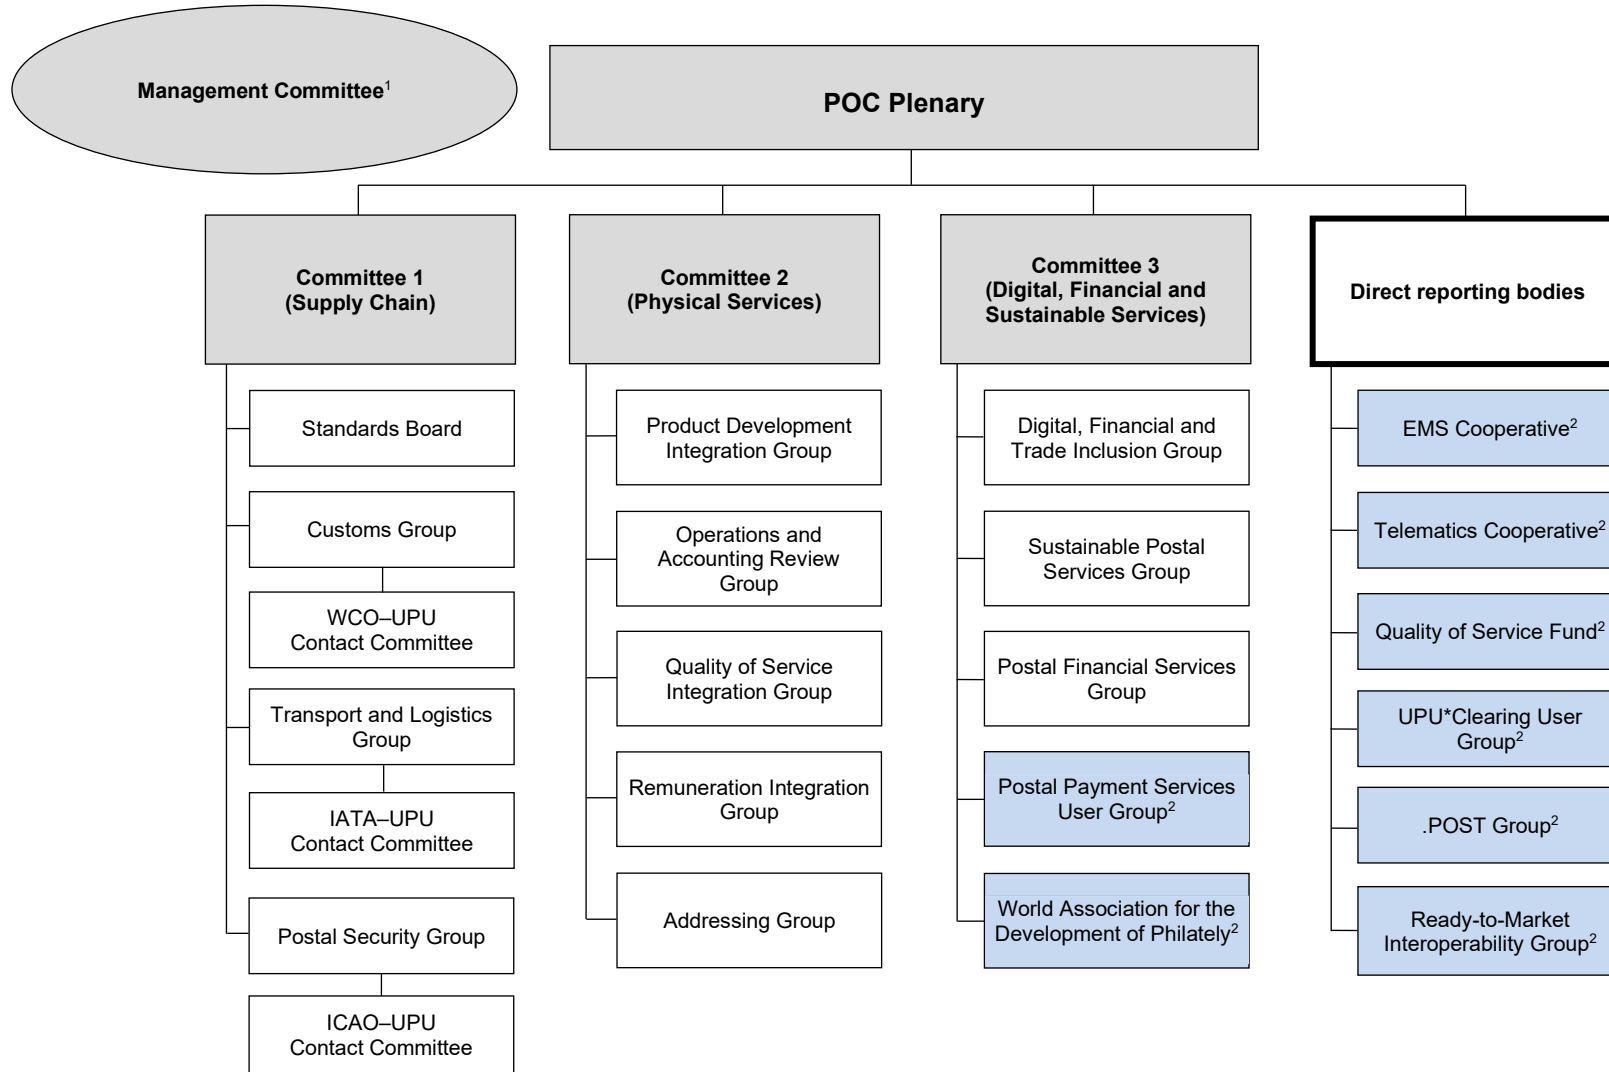 Management Committee¹
POC Plenary
Committee 1
(Supply Chain)
Committee 2
(Physical Services)
Committee 3
(Digital, Financial and
Sustainable Services)
Direct reporting bodies
Standards Board
Customs Group
WCO–UPU
Contact Committee
Transport and Logistics
Group
IATA–UPU
Contact Committee
Postal Security Group
ICAO–UPU
Contact Committee
Product Development
Integration Group
Operations and
Accounting Review
Group
Quality of Service
Integration Group
Remuneration Integration
Group
Addressing Group
Digital, Financial and
Trade Inclusion Group
Sustainable Postal
Services Group
Postal Financial Services
Group
Postal Payment Services
User Group²
World Association for the
Development of Philately²
EMS Cooperative²
Telematics Cooperative²
Quality of Service Fund²
UPU*Clearing User
Group²
.POST Group²
Ready-to-Market
Interoperability Group²